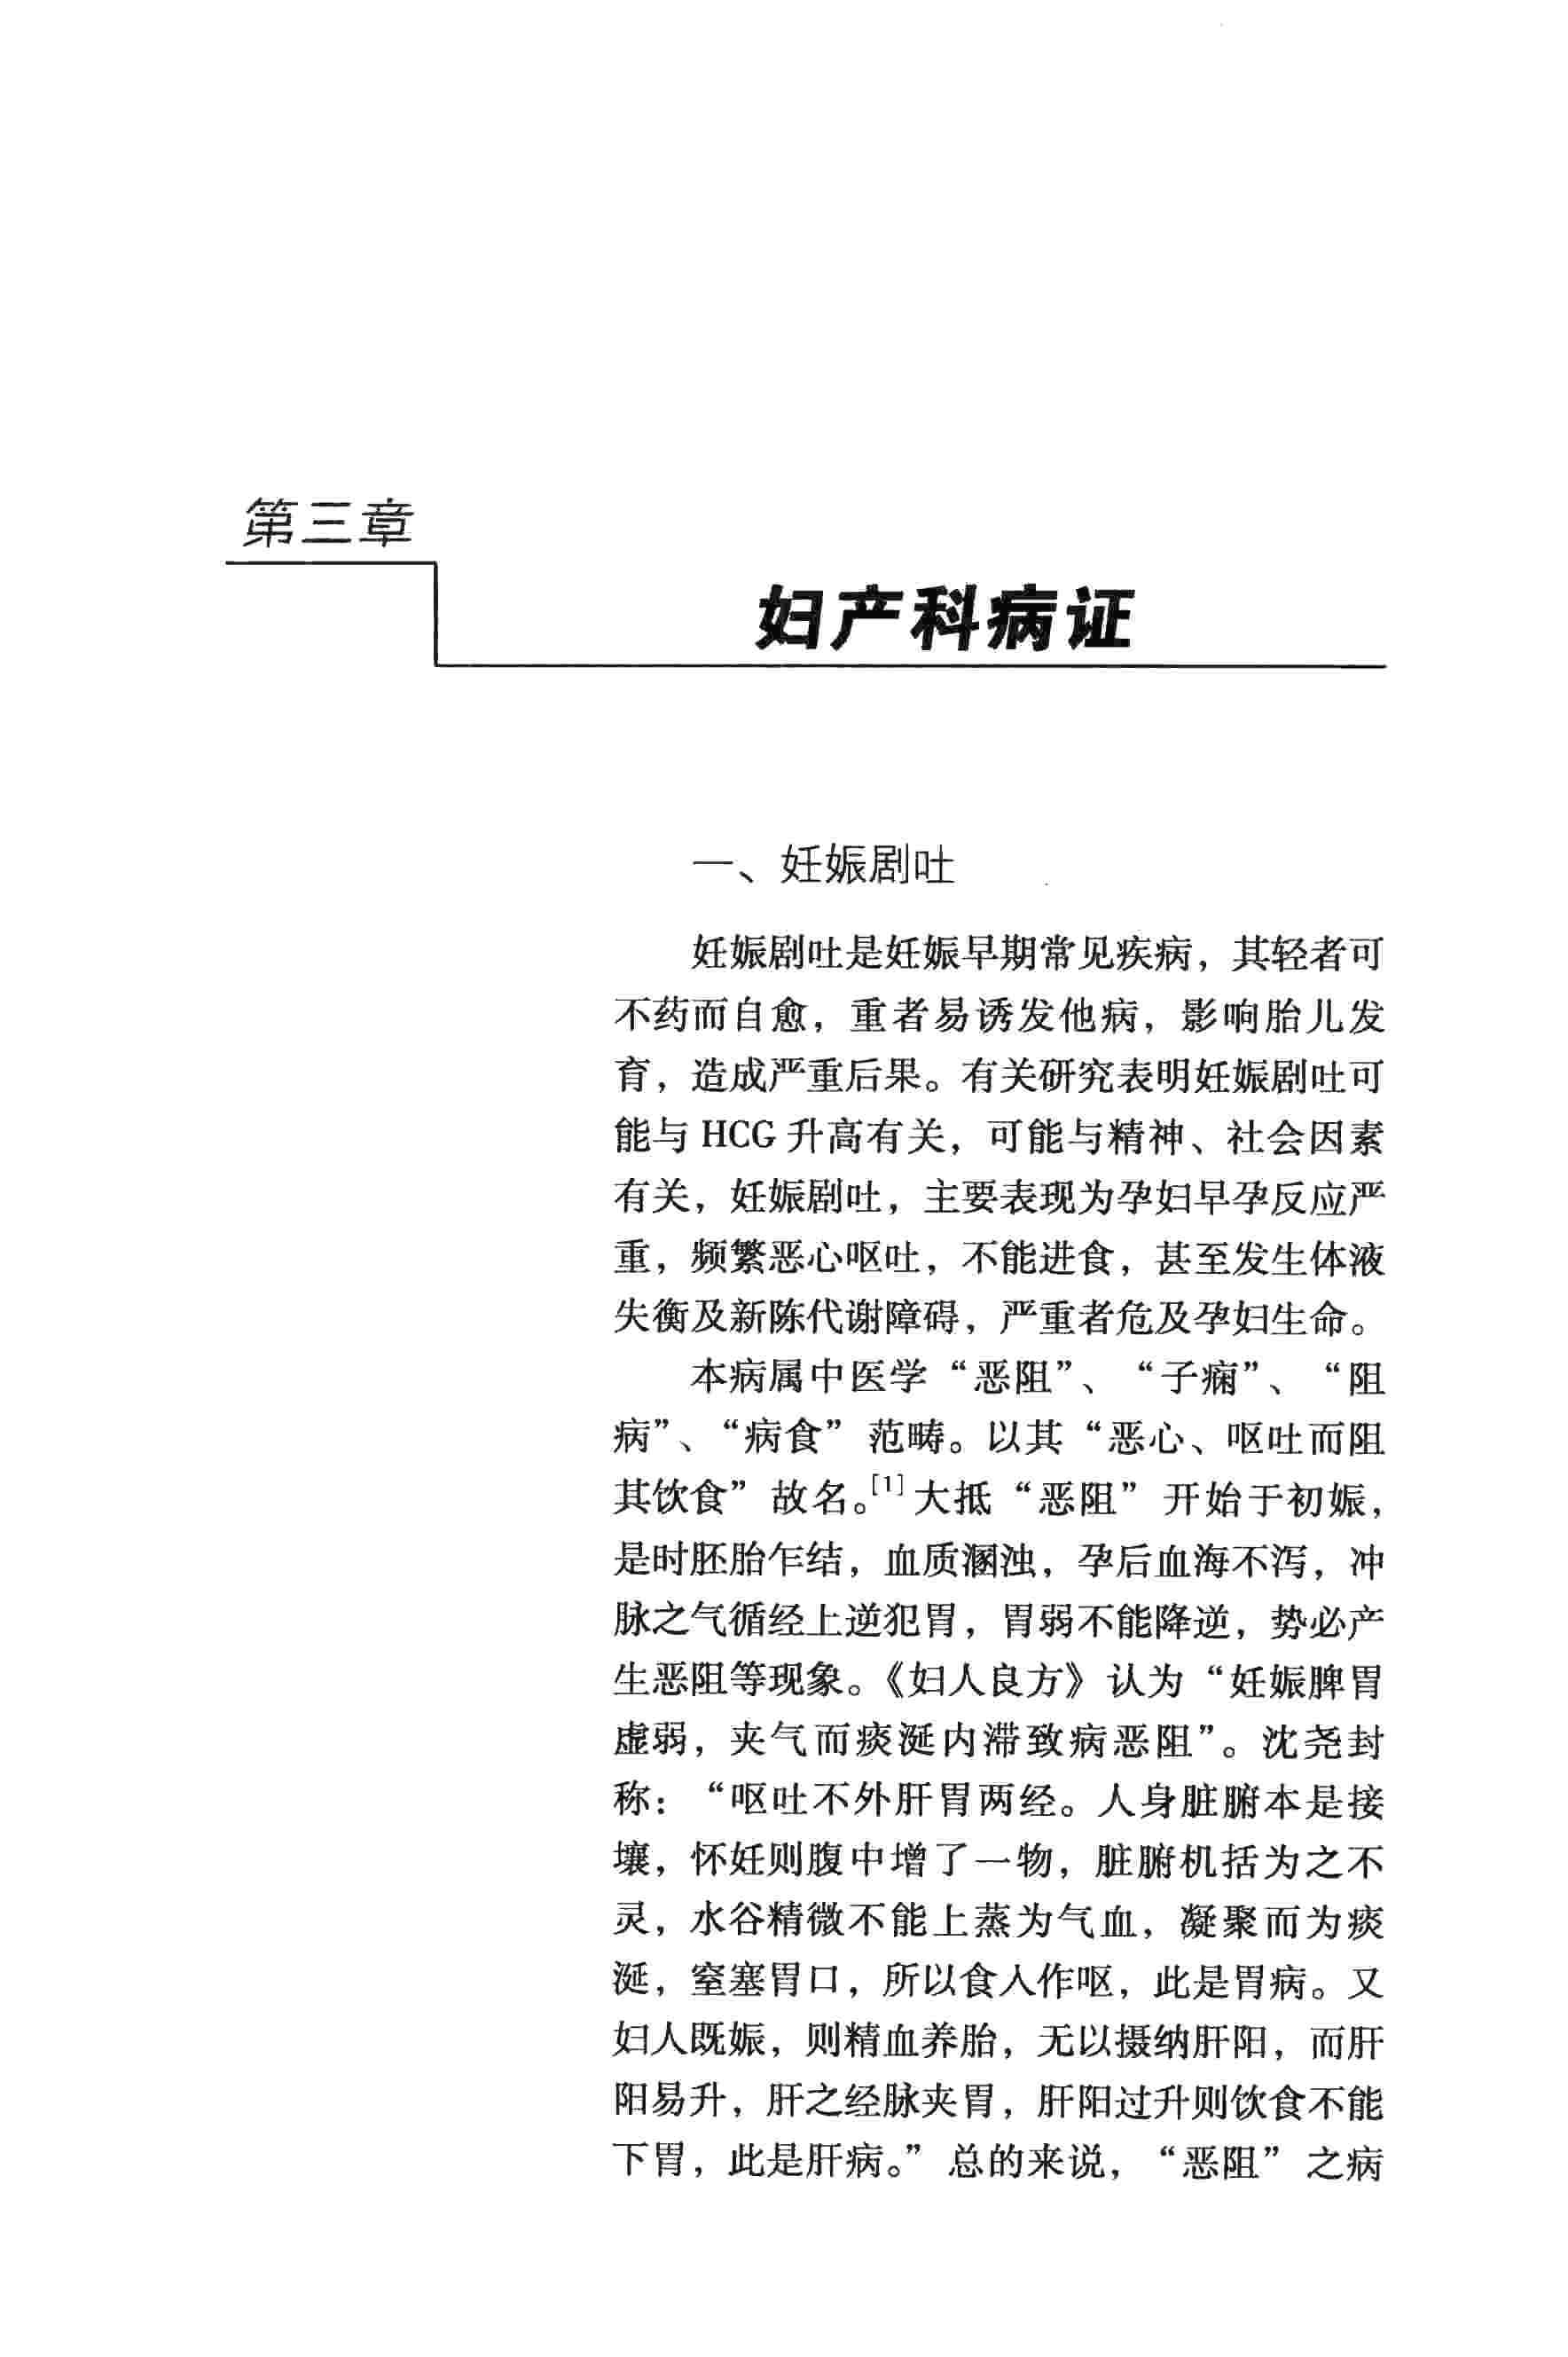 第三章
妇产科病证
一、妊娠剧吐
妊娠剧吐是妊娠早期常见疾病，其轻者可
不药而自愈，重者易诱发他病，影响胎儿发
育，造成严重后果。有关研究表明妊娠剧吐可
能与 HCG 升高有关，可能与精神、社会因素
有关，妊娠剧吐，主要表现为孕妇早孕反应严
重，频繁恶心呕吐，不能进食，甚至发生体液
失衡及新陈代谢障碍，严重者危及孕妇生命。
本病属中医学“恶阻”、“子痫”、“阻
病”、“病食”范畴。以其“恶心、呕吐而阻
其饮食”故名。[1]大抵“恶阻”开始于初娠，
是时胚胎乍结，血质溷浊，孕后血海不泻，冲
脉之气循经上逆犯胃，胃弱不能降逆，势必产
生恶阻等现象。《妇人良方》认为“妊娠脾胃
虚弱，夹气而痰涎内滞致病恶阻”。沈尧封
称：“呕吐不外肝胃两经。人身脏腑本是接
壤，怀妊则腹中增了一物，脏腑机括为之不
灵，水谷精微不能上蒸为气血，凝聚而为痰
涎，窒塞胃口，所以食人作呕，此是胃病。又
妇人既娠，则精血养胎，无以摄纳肝阳，而肝
阳易升，肝之经脉夹胃，肝阳过升则饮食不能
下胃，此是肝病。”总的来说，“恶阻”之病